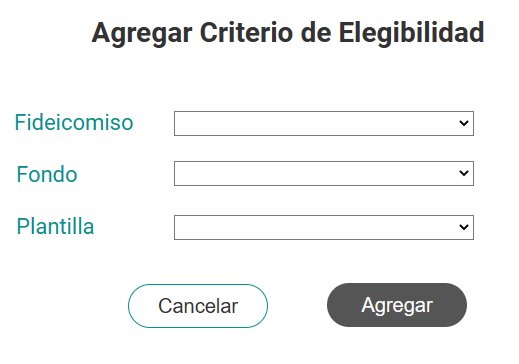 Agregar Criterio de Elegibilidad
Fideicomiso
Fondo
Plantilla
Cancelar
Agregar